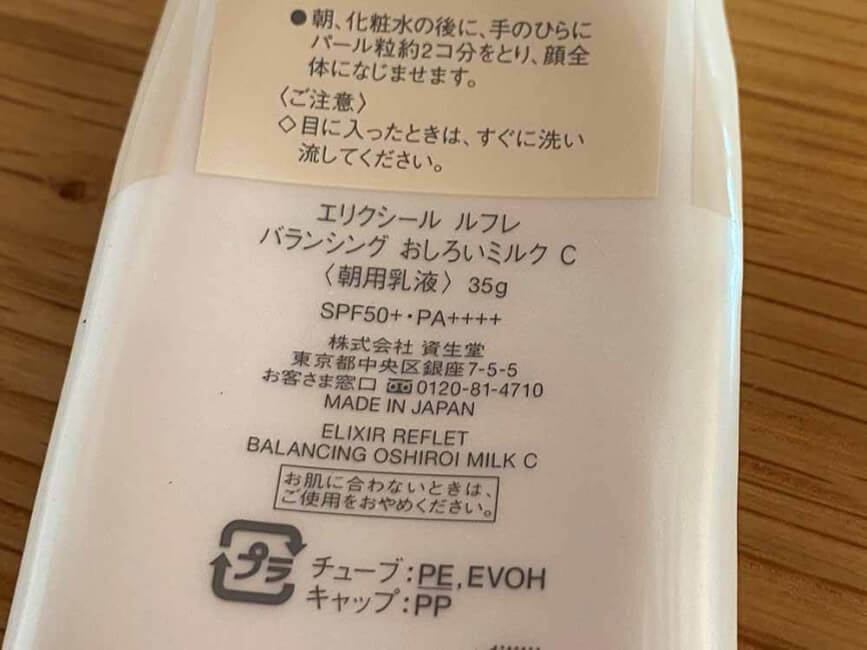 ●朝、化粧水の後に、手のひらに
パール粒約2コ分をとり、顔全
体になじませます。
〈ご注意〉
◇目に入ったときは、すぐに洗い
流してください。
エリクシール ルフレ
バランシング おしろいミルク C
〈朝用乳液〉 35g
SPF50+・PA++++
株式会社 資生堂
東京都中央区銀座7-5-5
お客さま窓口 0120-81-4710
MADE IN JAPAN
ELIXIR REFLET
BALANCING OSHIROI MILK C
お肌に合わないときは、
ご使用をおやめください。
プラ チューブ:PE,EVOH
キャップ:PP